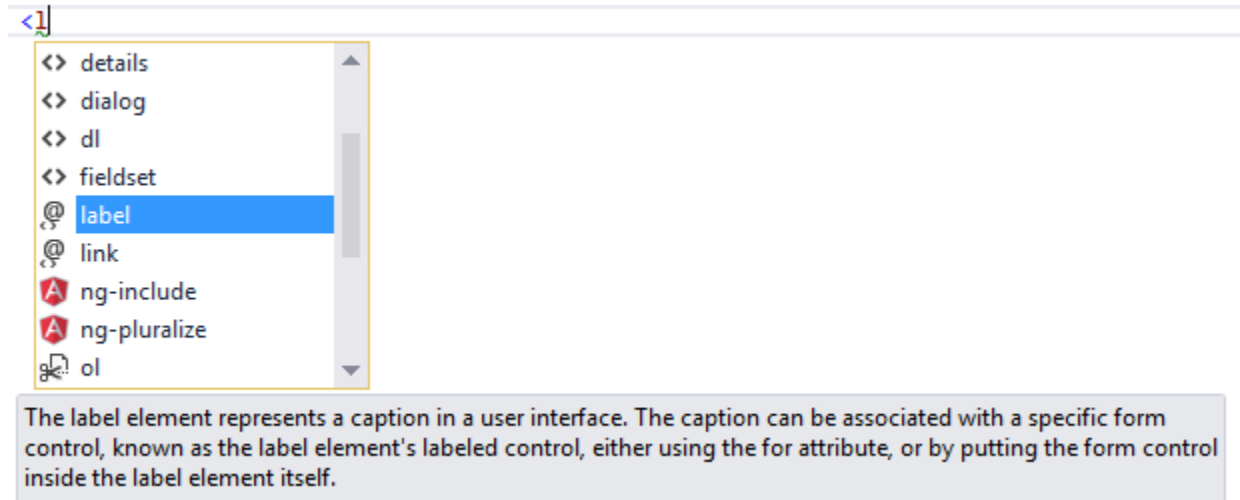 <l
details
dialog
dl
fieldset
label
link
ng-include
ng-pluralize
ol
The label element represents a caption in a user interface. The caption can be associated with a specific form
control, known as the label element's labeled control, either using the for attribute, or by putting the form control
inside the label element itself.